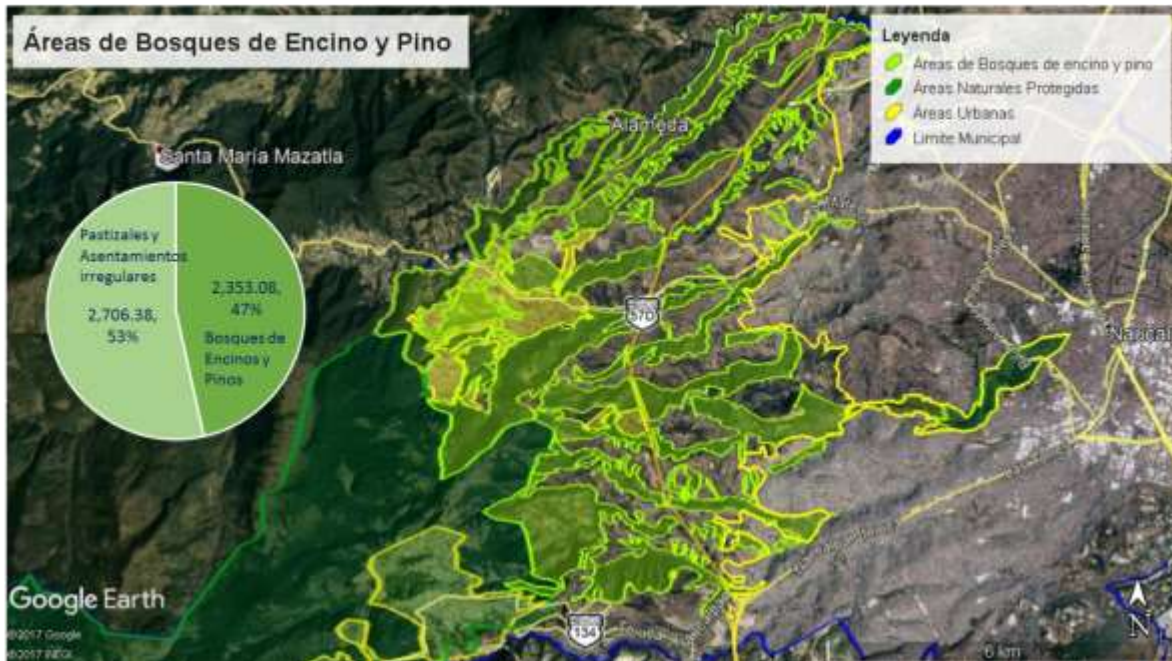 Áreas de Bosques de Encino y Pino
Leyenda
Áreas de Bosques de encino y pino
Áreas Naturales Protegidas
Áreas Urbanas
Limite Municipal
Alameda
Santa María Mazatla
Pastizales y
Asentamientos
irregulares
2,706.38,
53%
2,353.08,
47%
Bosques de
Encinos y
Pinos
570
Naucal
134
Google Earth
©2017 Google
©2017 INEGI
N
6 km